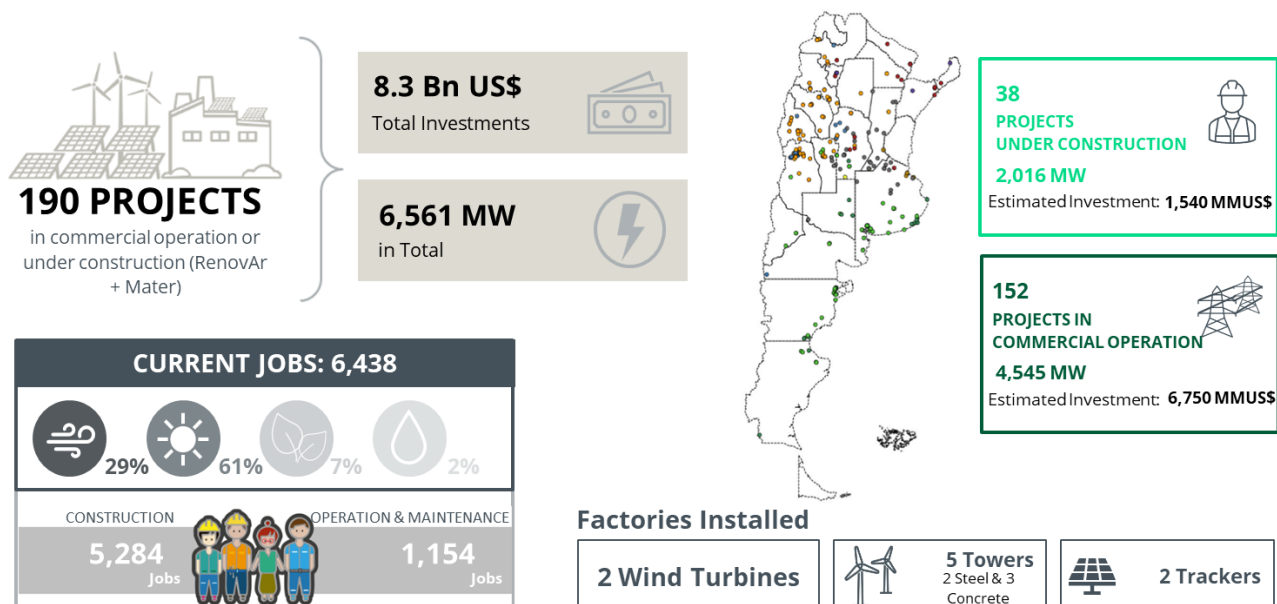 190 PROJECTS
in commercial operation or
under construction (RenovAr
+ Mater)
8.3 Bn US$
Total Investments
6,561 MW
in Total
38
PROJECTS
UNDER CONSTRUCTION
2,016 MW
Estimated Investment: 1,540 MMUS$
152
PROJECTS IN
COMMERCIAL OPERATION
4,545 MW
Estimated Investment: 6,750 MMUS$
CURRENT JOBS: 6,438
29% 61% 7% 2%
CONSTRUCTION
5,284
Jobs
OPERATION & MAINTENANCE
1,154
Jobs
Factories Installed
2 Wind Turbines
5 Towers
2 Steel & 3
Concrete
2 Trackers